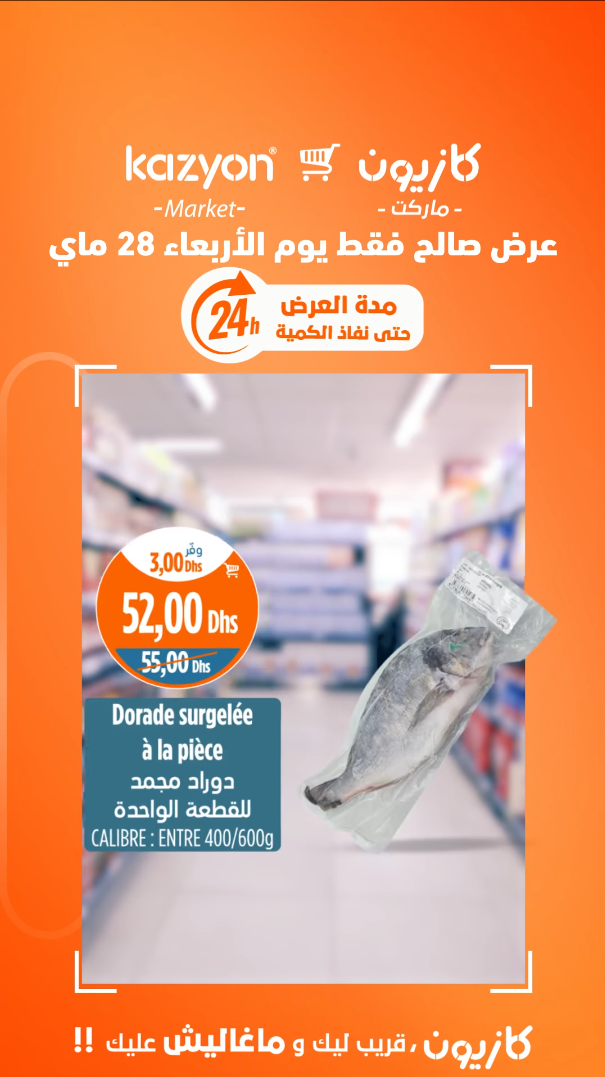 kazyon® كازيون
-Market- - ماركت -
عرض صالح فقط يوم الأربعاء 28 ماي
24h مدة العرض
حتى نفاذ الكمية
وفّر
3,00 Dhs
52,00 Dhs
55,00 Dhs
Dorade surgelée
à la pièce
دوراد مجمد
للقطعة الواحدة
CALIBRE : ENTRE 400/600g
كازيون، قريب ليك و ماغاليش عليك !!